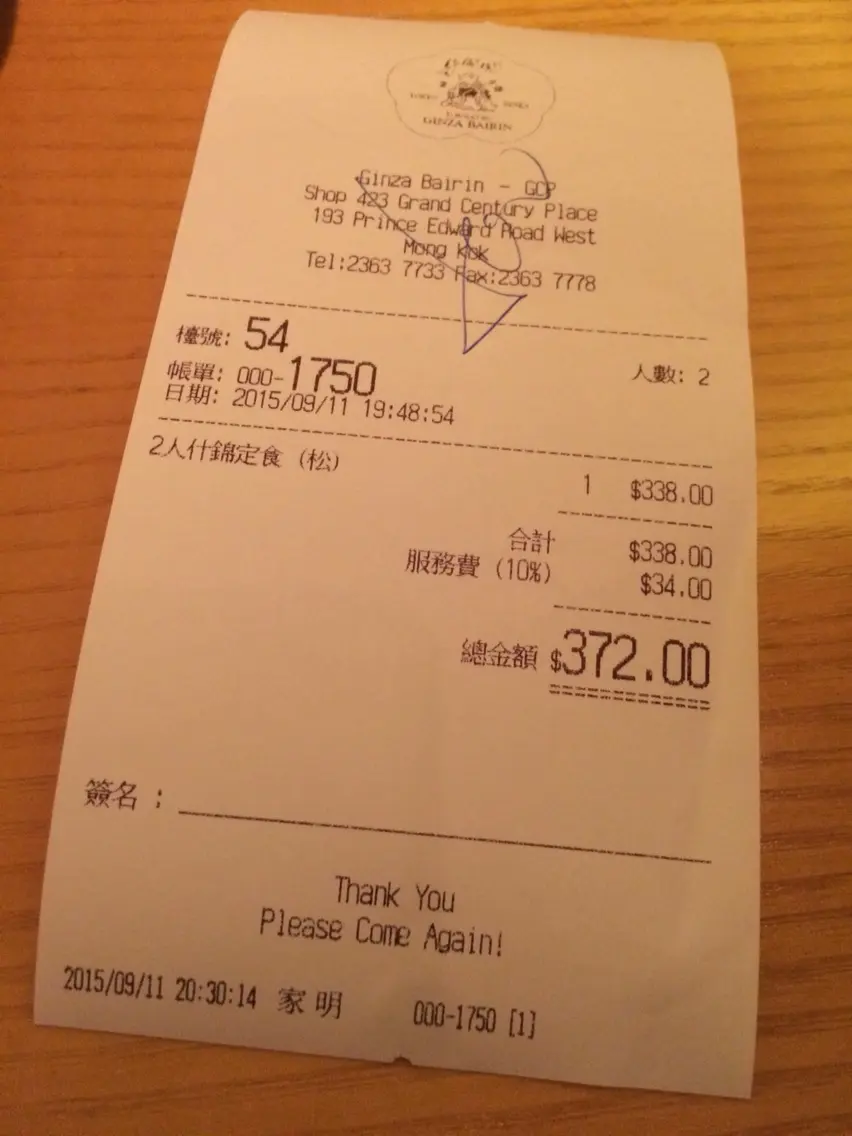 GINZA BAIRIN
Ginza Bairin - GCP
Shop 423 Grand Century Place
193 Prince Edward Road West
Mong Kok
Tel:2363 7733 Fax:2363 7778
檯號: 54
帳單: 000-1750 人數: 2
日期: 2015/09/11 19:48:54
2人什錦定食 (松)
1 $338.00
合計 $338.00
服務費 (10%) $34.00
總金額 $372.00
簽名 :
Thank You
Please Come Again!
2015/09/11 20:30:14 家明 000-1750 [1]